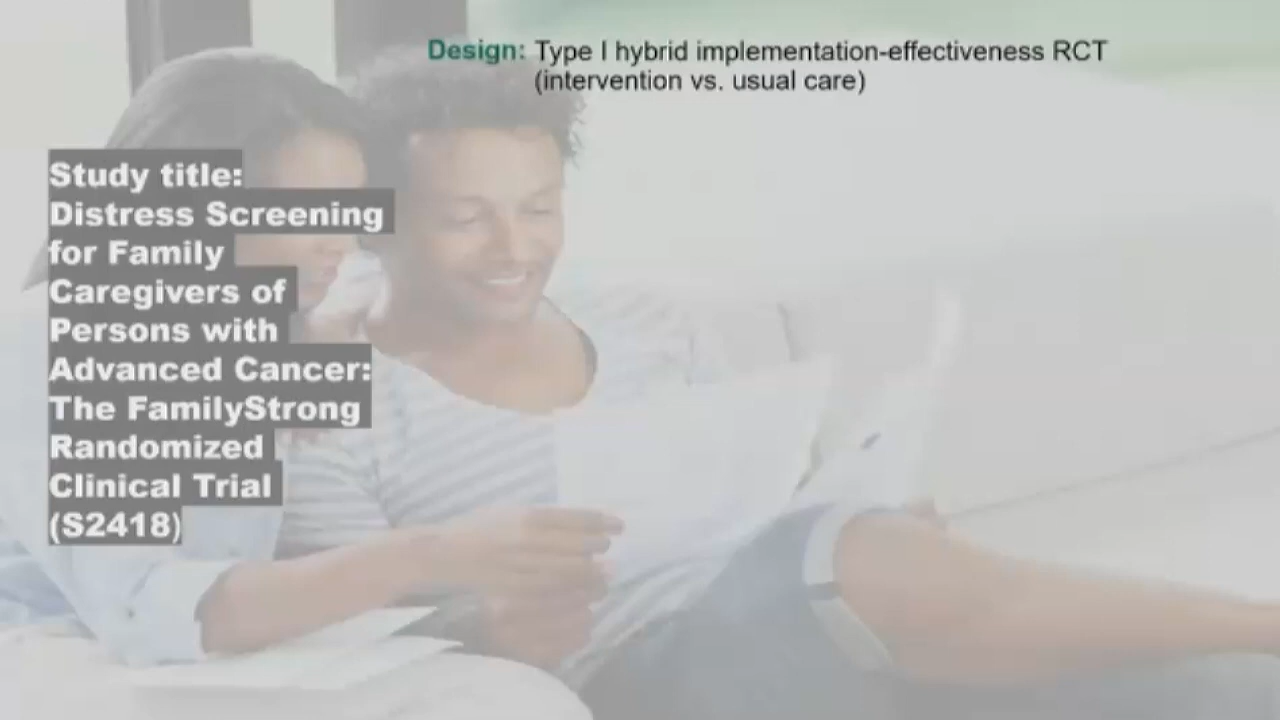 Design: Type I hybrid implementation-effectiveness RCT
(intervention vs. usual care)
Study title:
Distress Screening
for Family
Caregivers of
Persons with
Advanced Cancer:
The FamilyStrong
Randomized
Clinical Trial
(S2418)